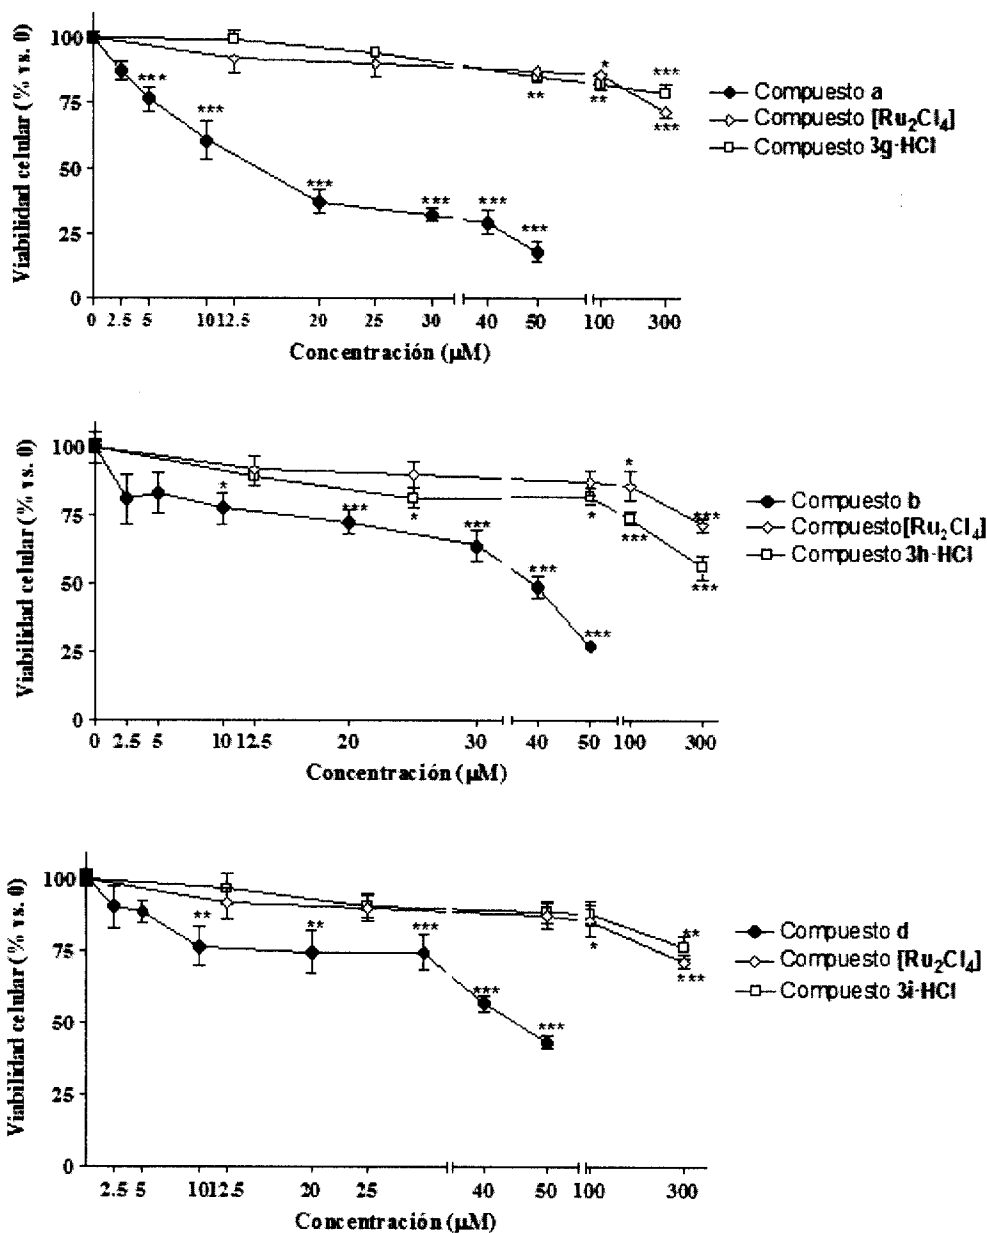 Viabilidad celular (% vs. 0)
100
75
50
25
0
*** *** *** *** *** ***
** * ** *** ***
0 2.5 5 10 12.5 20 25 30 40 50 100 300
Concentración (µM)
Compuesto a
Compuesto [Ru₂Cl₄]
Compuesto 3g·HCl
Viabilidad celular (% vs. 0)
100
75
50
25
0
* *** *** *** ***
* * * *** *** ***
0 2.5 5 10 12.5 20 30 40 50 100 300
Concentración (µM)
Compuesto b
Compuesto [Ru₂Cl₄]
Compuesto 3h·HCl
Viabilidad celular (% vs. 0)
100
75
50
25
0
** ** *** *** ***
* ** ***
2.5 5 10 12.5 20 25 40 50 100 300
Concentración (µM)
Compuesto d
Compuesto [Ru₂Cl₄]
Compuesto 3i·HCl